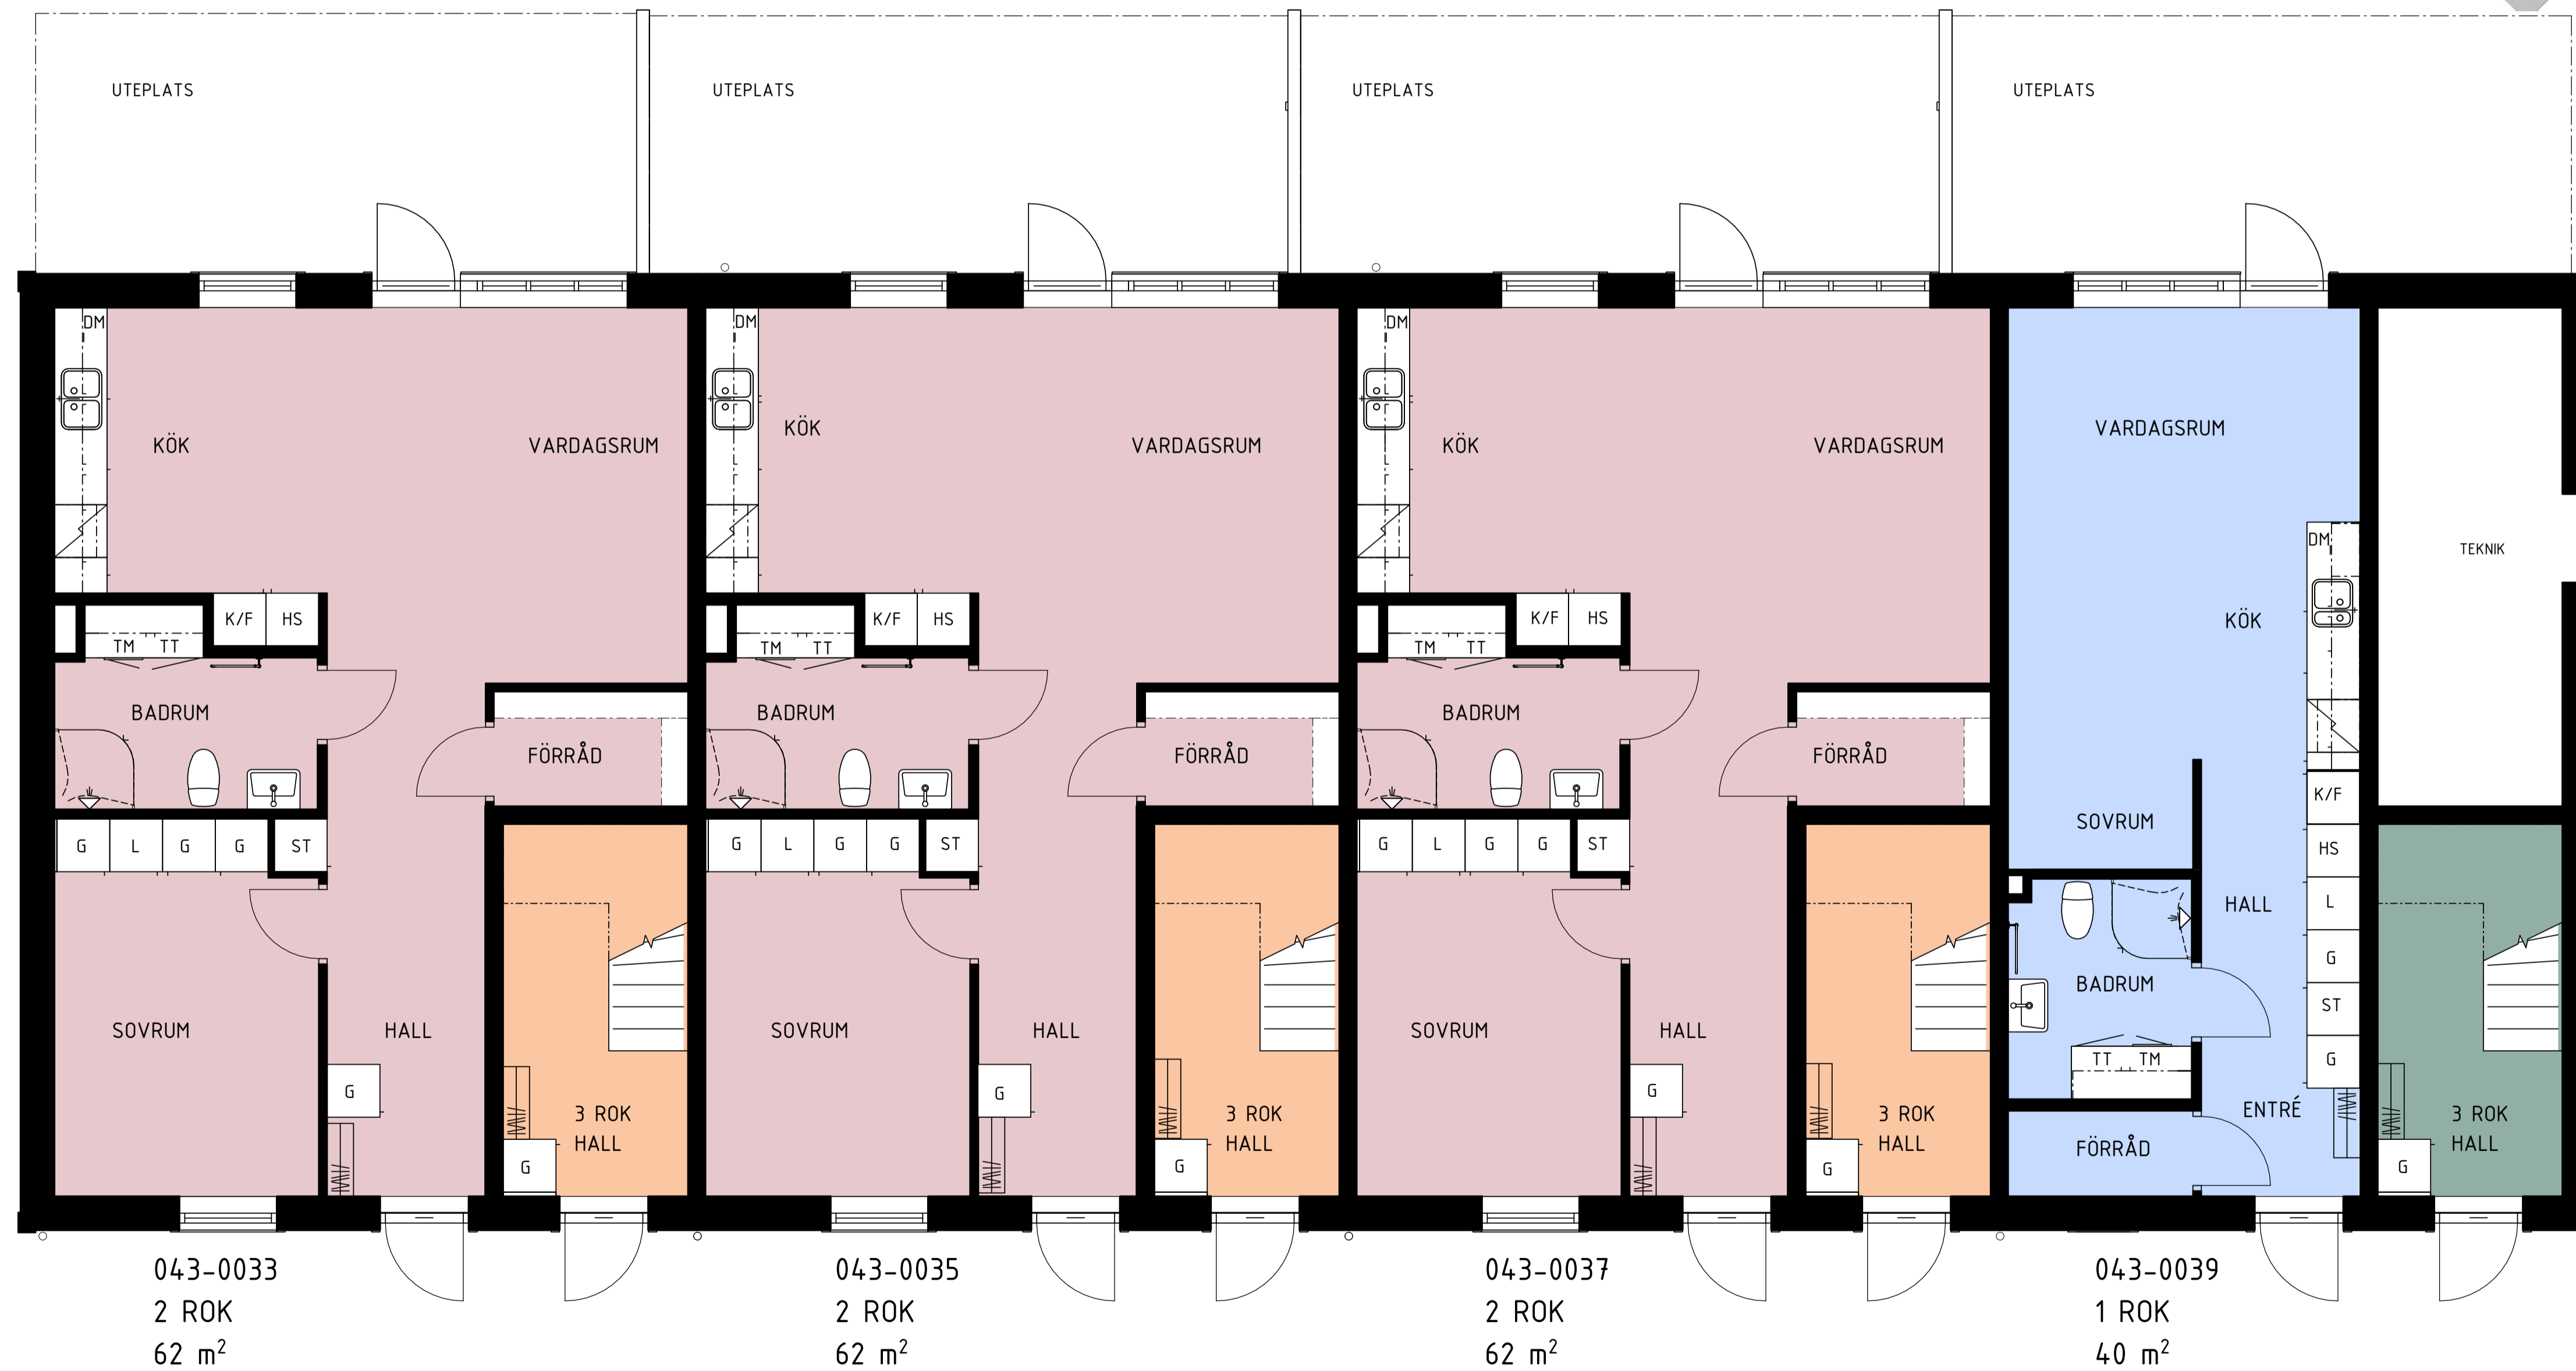 UTEPLATS
UTEPLATS
UTEPLATS
UTEPLATS
DM
DM
DM
KÖK
VARDAGSRUM
KÖK
VARDAGSRUM
KÖK
VARDAGSRUM
VARDAGSRUM
DM
TEKNIK
KÖK
K/F HS
TM TT
K/F HS
TM TT
K/F HS
TM TT
BADRUM
BADRUM
BADRUM
FÖRRÅD
FÖRRÅD
FÖRRÅD
SOVRUM
K/F
HS
L
G
ST
G
G L G G ST
G L G G ST
G L G G ST
HALL
BADRUM
TT TM
SOVRUM
HALL
G
3 ROK
HALL
G
SOVRUM
HALL
G
3 ROK
HALL
G
SOVRUM
HALL
G
3 ROK
HALL
G
ENTRÉ
FÖRRÅD
3 ROK
HALL
G
043-0033
2 ROK
62 m²
043-0035
2 ROK
62 m²
043-0037
2 ROK
62 m²
043-0039
1 ROK
40 m²